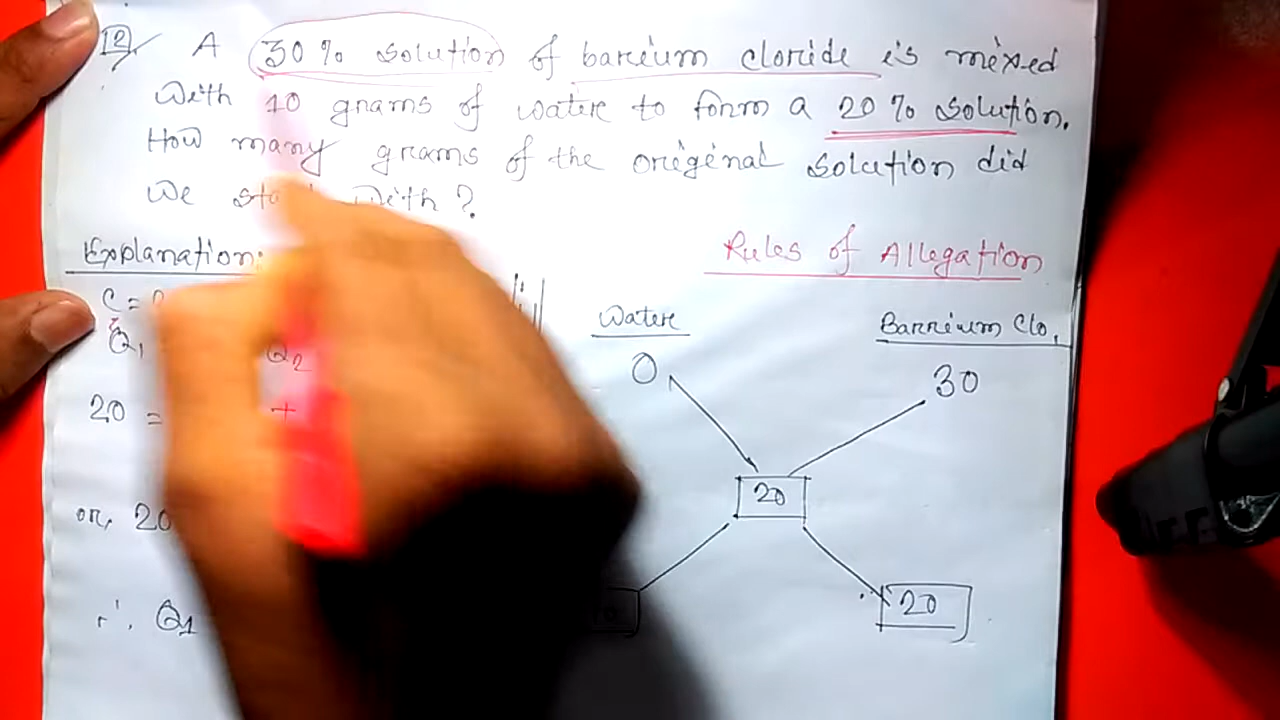 12. A 30% solution of barium cloride is mixed
with 10 grams of water to form a 20% solution.
How many grams of the original solution did
we with?
Explanation:
Rules of Allegation
C =
Q1 Q2
20 = +
or, 20
∴ Q1
Water
0
Barrium Clo.
30
20
20